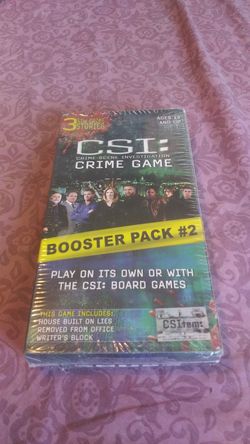 3
STORIES
AGES 13
AND UP
CSI:
CRIME SCENE INVESTIGATION
CRIME GAME
BOOSTER PACK #2
PLAY ON ITS OWN OR WITH
THE CSI: BOARD GAMES
THIS GAME INCLUDES:
HOUSE BUILT ON LIES
REMOVED FROM OFFICE
WRITER'S BLOCK
CSItem: